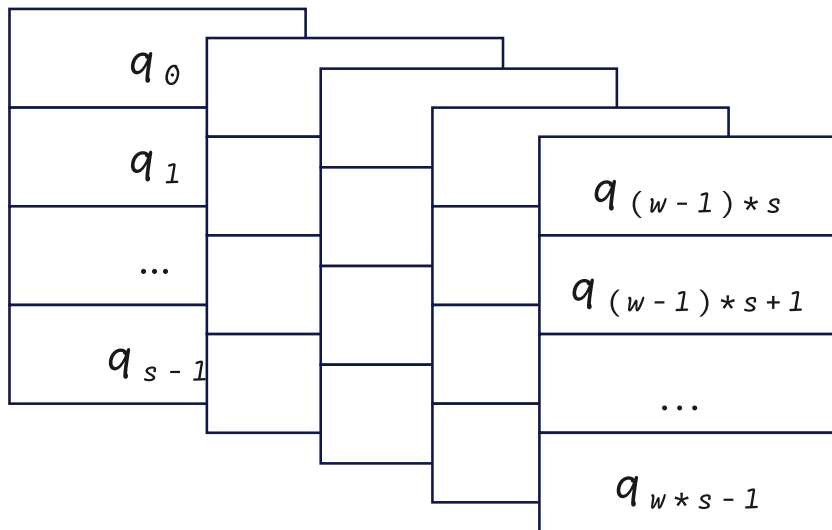 q 0
q 1
...
q s - 1
q (w - 1) * s
q (w - 1) * s + 1
...
q w * s - 1